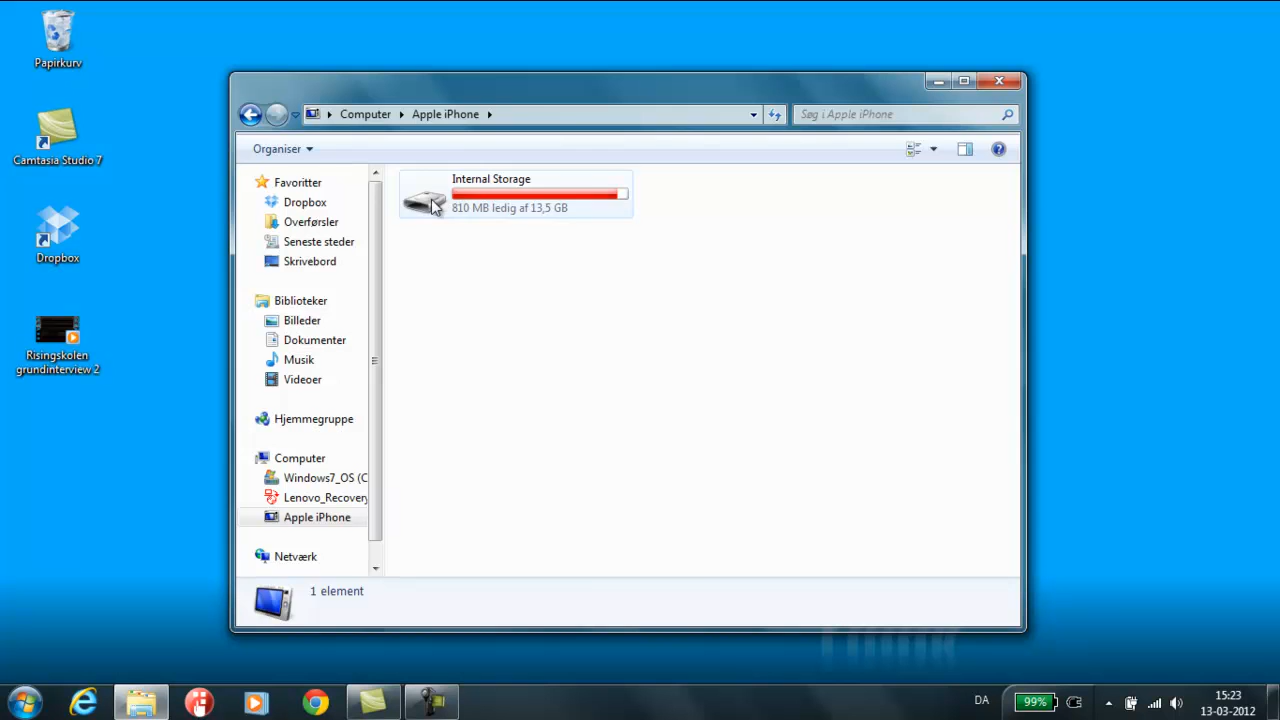 Papirkurv
Camtasia Studio 7
Dropbox
Risingskolen
grundinterview 2
Computer
Apple iPhone
Søg i Apple iPhone
Organiser
Favoritter
Dropbox
Overførsler
Seneste steder
Skrivebord
Biblioteker
Billeder
Dokumenter
Musik
Videoer
Hjemmegruppe
Computer
Windows7_OS (C
Lenovo_Recovery
Apple iPhone
Netværk
Internal Storage
810 MB ledig af 13,5 GB
1 element
DA
99%
15:23
13-03-2012